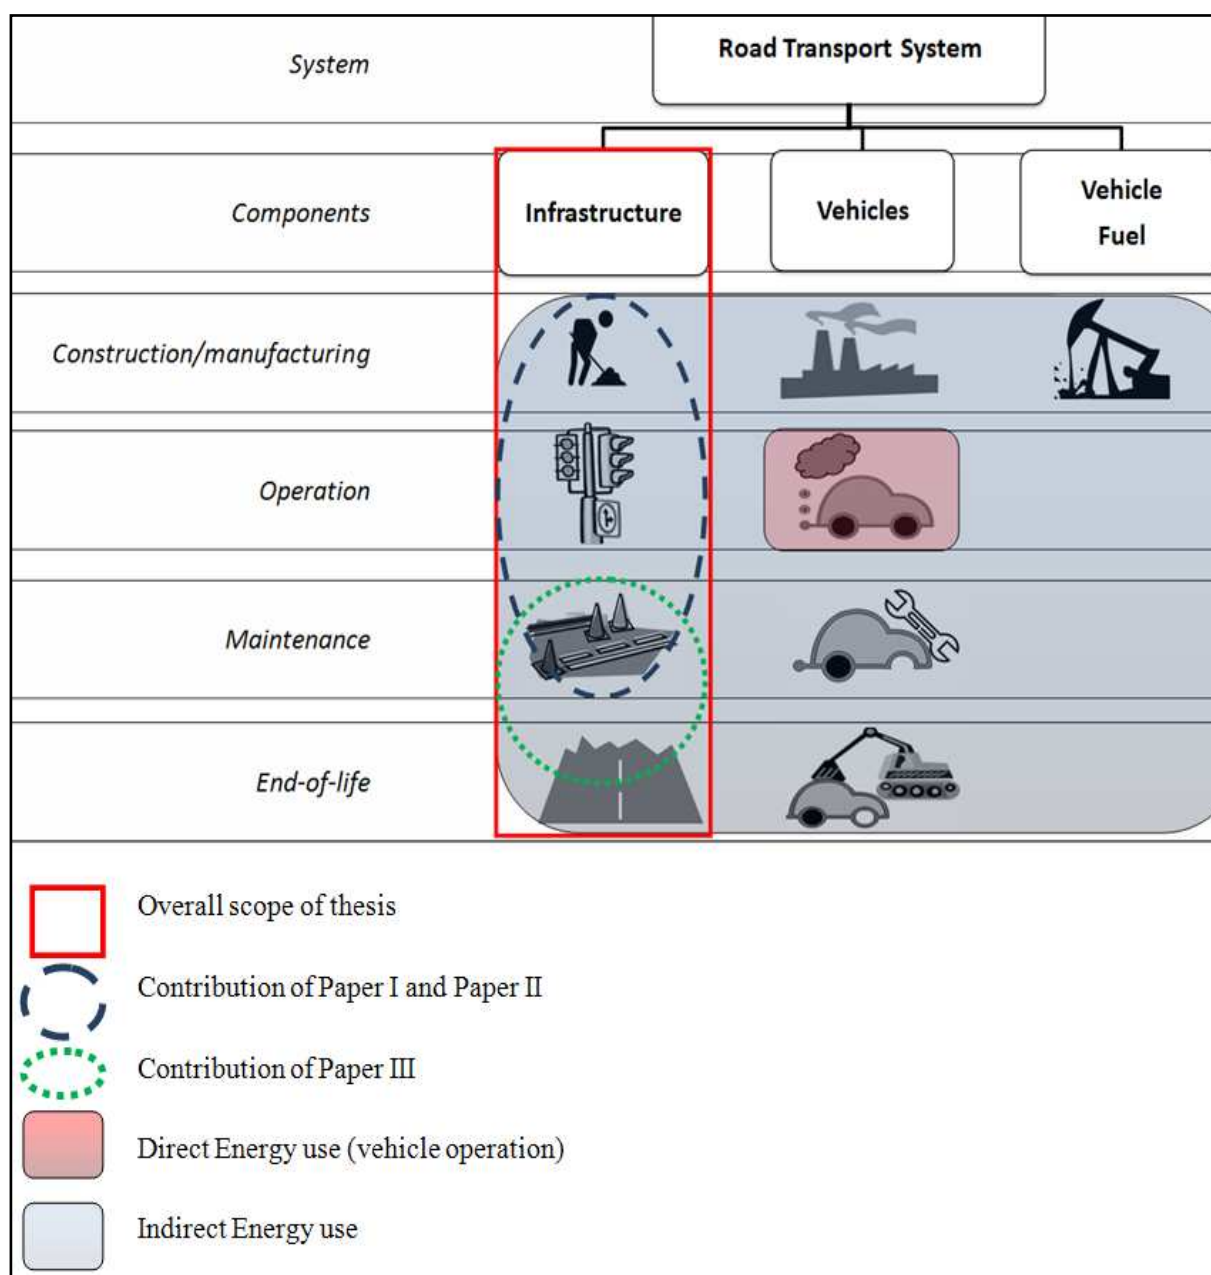 System
Road Transport System
Components
Infrastructure
Vehicles
Vehicle
Fuel
Construction/manufacturing
Operation
Maintenance
End-of-life
Overall scope of thesis
Contribution of Paper I and Paper II
Contribution of Paper III
Direct Energy use (vehicle operation)
Indirect Energy use